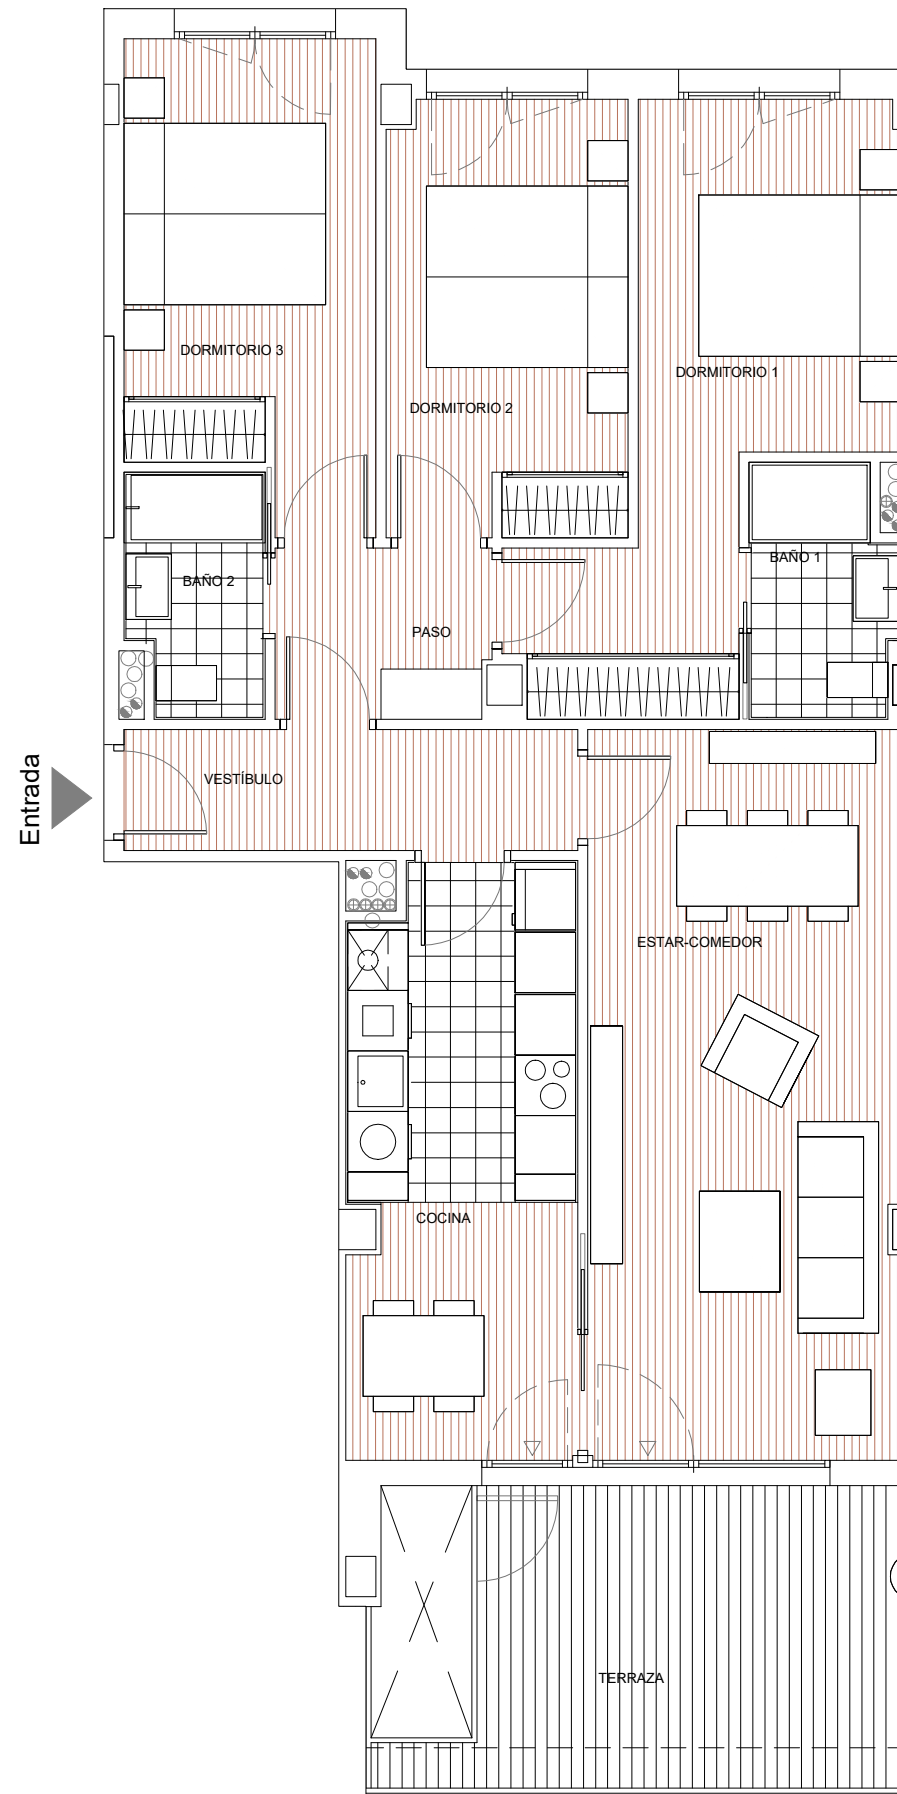 DORMITORIO 3
DORMITORIO 1
DORMITORIO 2
BAÑO 1
BAÑO 2
PASO
Entrada
VESTÍBULO
ESTAR-COMEDOR
COCINA
TERRAZA